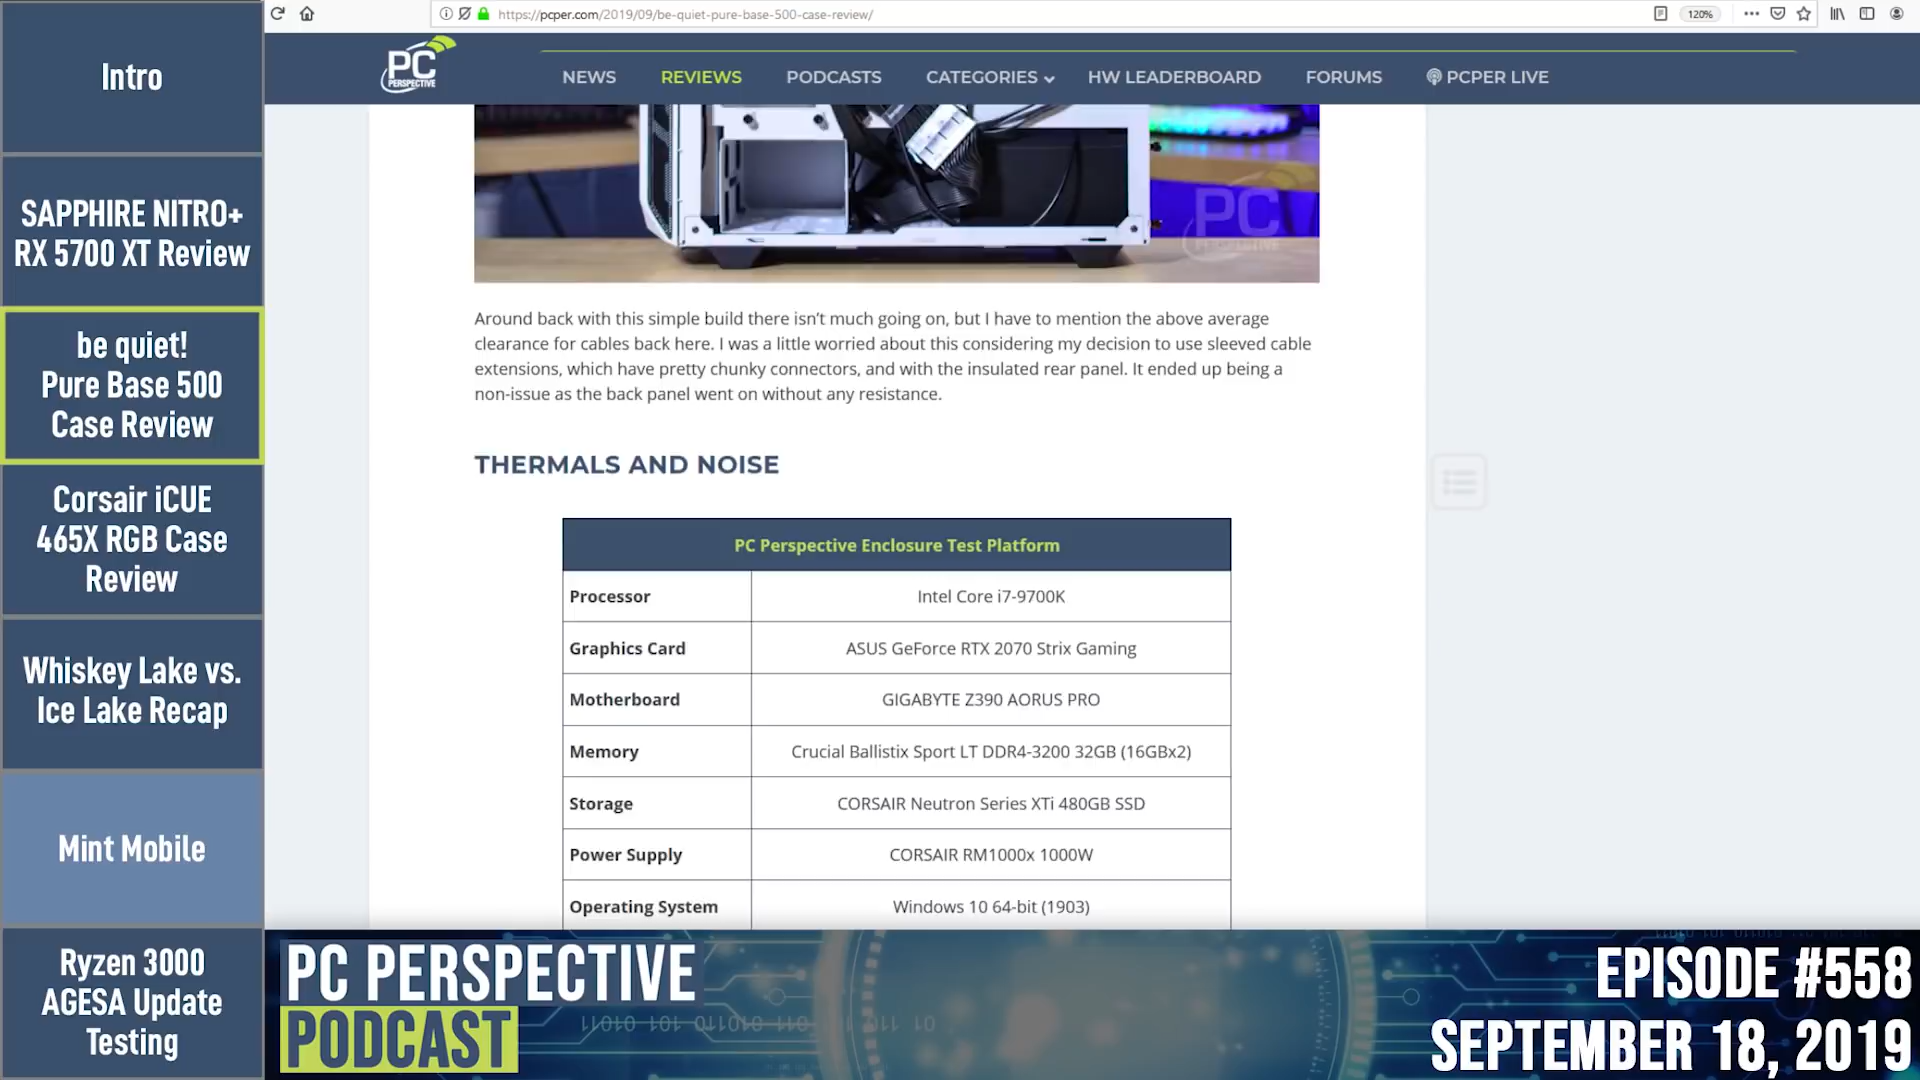 Intro
SAPPHIRE NITRO+
RX 5700 XT Review
be quiet!
Pure Base 500
Case Review
Corsair iCUE
465X RGB Case
Review
Whiskey Lake vs.
Ice Lake Recap
Mint Mobile
Ryzen 3000
AGESA Update
Testing
https://pcper.com/2019/09/be-quiet-pure-base-500-case-review/
120%
PC
PERSPECTIVE
NEWS
REVIEWS
PODCASTS
CATEGORIES
HW LEADERBOARD
FORUMS
PCPER LIVE
PC
PERSPECTIVE
Around back with this simple build there isn’t much going on, but I have to mention the above average
clearance for cables back here. I was a little worried about this considering my decision to use sleeved cable
extensions, which have pretty chunky connectors, and with the insulated rear panel. It ended up being a
non-issue as the back panel went on without any resistance.
THERMALS AND NOISE
PC Perspective Enclosure Test Platform
Processor Intel Core i7-9700K
Graphics Card ASUS GeForce RTX 2070 Strix Gaming
Motherboard GIGABYTE Z390 AORUS PRO
Memory Crucial Ballistix Sport LT DDR4-3200 32GB (16GBx2)
Storage CORSAIR Neutron Series XTi 480GB SSD
Power Supply CORSAIR RM1000x 1000W
Operating System Windows 10 64-bit (1903)
PC PERSPECTIVE
PODCAST
EPISODE #558
SEPTEMBER 18, 2019